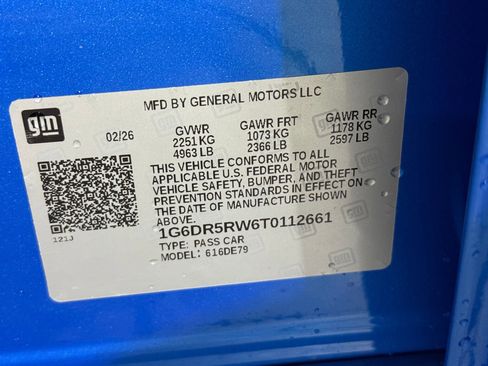 gm
MFD BY GENERAL MOTORS LLC
02/26 GVWR GAWR FRT GAWR RR
2251 KG 1073 KG 1178 KG
4963 LB 2366 LB 2597 LB
THIS VEHICLE CONFORMS TO ALL
APPLICABLE U.S. FEDERAL MOTOR
VEHICLE SAFETY, BUMPER, AND THEFT
PREVENTION STANDARDS IN EFFECT ON
THE DATE OF MANUFACTURE SHOWN
ABOVE.
1G6DR5RW6T0112661
TYPE: PASS CAR
MODEL: 616DE79
121J